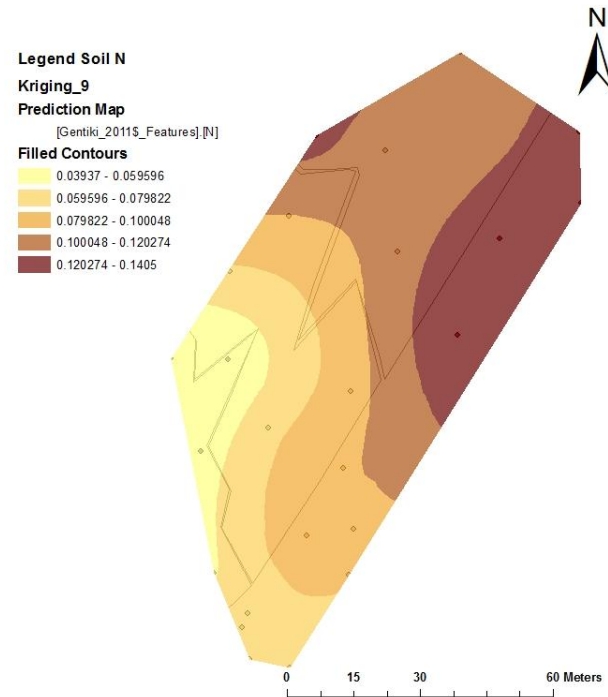 Legend Soil N
Kriging_9
Prediction Map
[Gentiki_2011$_Features].[N]
Filled Contours
0.03937 - 0.059596
0.059596 - 0.079822
0.079822 - 0.100048
0.100048 - 0.120274
0.120274 - 0.1405
N
0 15 30 60 Meters